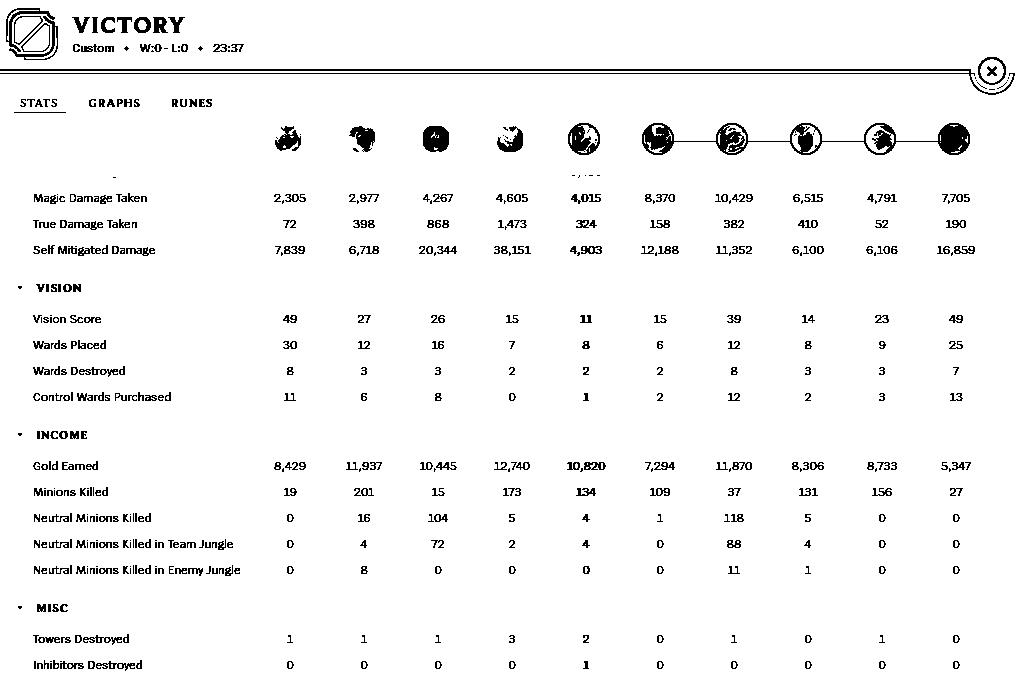 VICTORY
Custom • W:0 - L:0 • 23:37
STATS GRAPHS RUNES
Magic Damage Taken 2,305 2,977 4,267 4,605 4,015 8,370 10,429 6,515 4,791 7,705
True Damage Taken 72 398 868 1,473 324 158 382 410 52 190
Self Mitigated Damage 7,839 6,718 20,344 38,151 4,903 12,188 11,352 6,100 6,106 16,859
VISION
Vision Score 49 27 26 15 11 15 39 14 23 49
Wards Placed 30 12 16 7 8 6 12 8 9 25
Wards Destroyed 8 3 3 2 2 2 8 3 3 7
Control Wards Purchased 11 6 8 0 1 2 12 2 3 13
INCOME
Gold Earned 8,429 11,937 10,445 12,740 10,820 7,294 11,870 8,306 8,733 5,347
Minions Killed 19 201 15 173 134 109 37 131 156 27
Neutral Minions Killed 0 16 104 5 4 1 118 5 0 0
Neutral Minions Killed in Team Jungle 0 4 72 2 4 0 88 4 0 0
Neutral Minions Killed in Enemy Jungle 0 8 0 0 0 0 11 1 0 0
MISC
Towers Destroyed 1 1 1 3 2 0 1 0 1 0
Inhibitors Destroyed 0 0 0 0 1 0 0 0 0 0